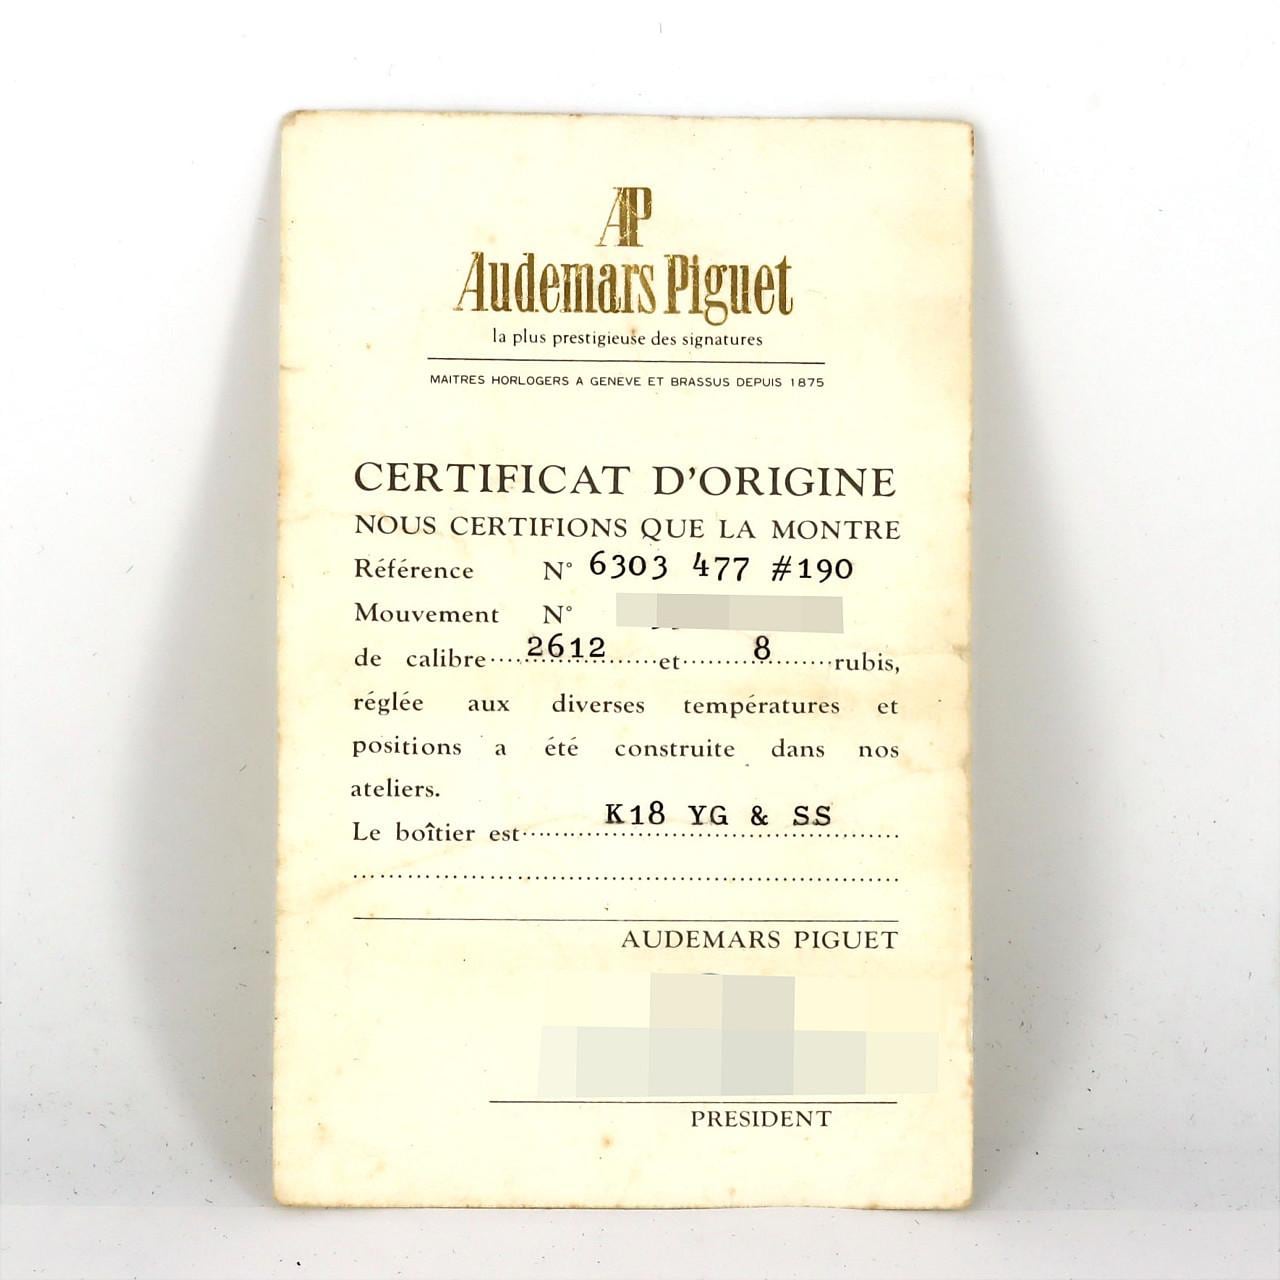 AP
Audemars Piguet
la plus prestigieuse des signatures
MAITRES HORLOGERS A GENEVE ET BRASSUS DEPUIS 1875
CERTIFICAT D'ORIGINE
NOUS CERTIFIONS QUE LA MONTRE
Référence N° 6303 477 #190
Mouvement N°
de calibre 2612 et 8 rubis,
réglée aux diverses températures et
positions a été construite dans nos
ateliers.
Le boîtier est K18 YG & SS
AUDEMARS PIGUET
PRESIDENT